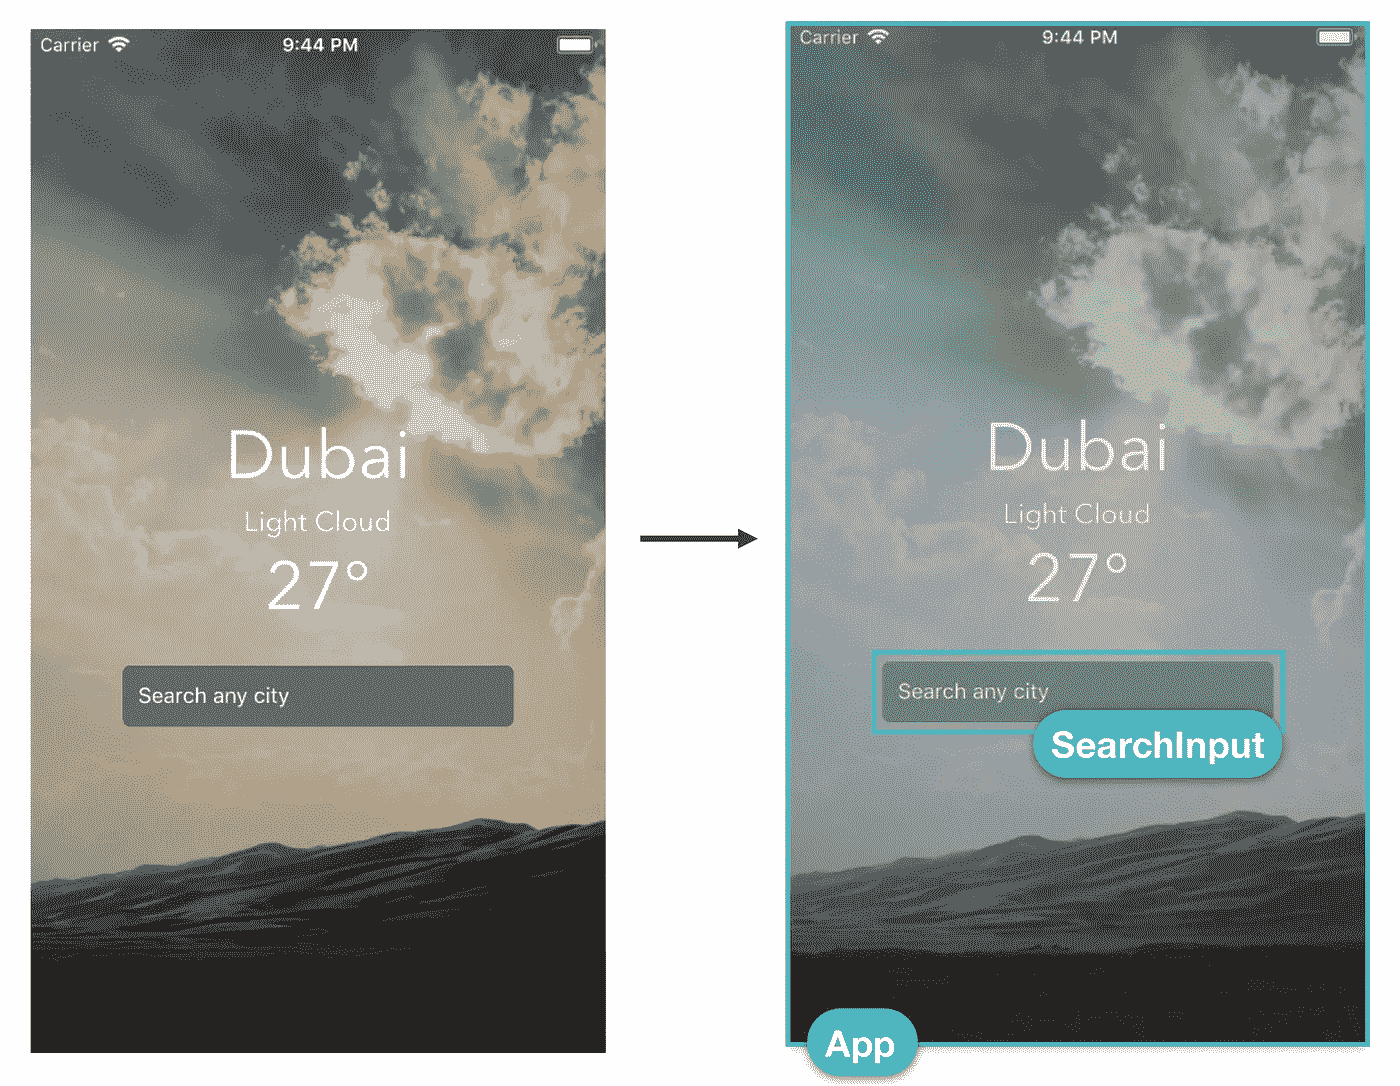 Carrier 9:44 PM
Dubai
Light Cloud
27°
Search any city
Carrier 9:44 PM
Dubai
Light Cloud
27°
Search any city
SearchInput
App